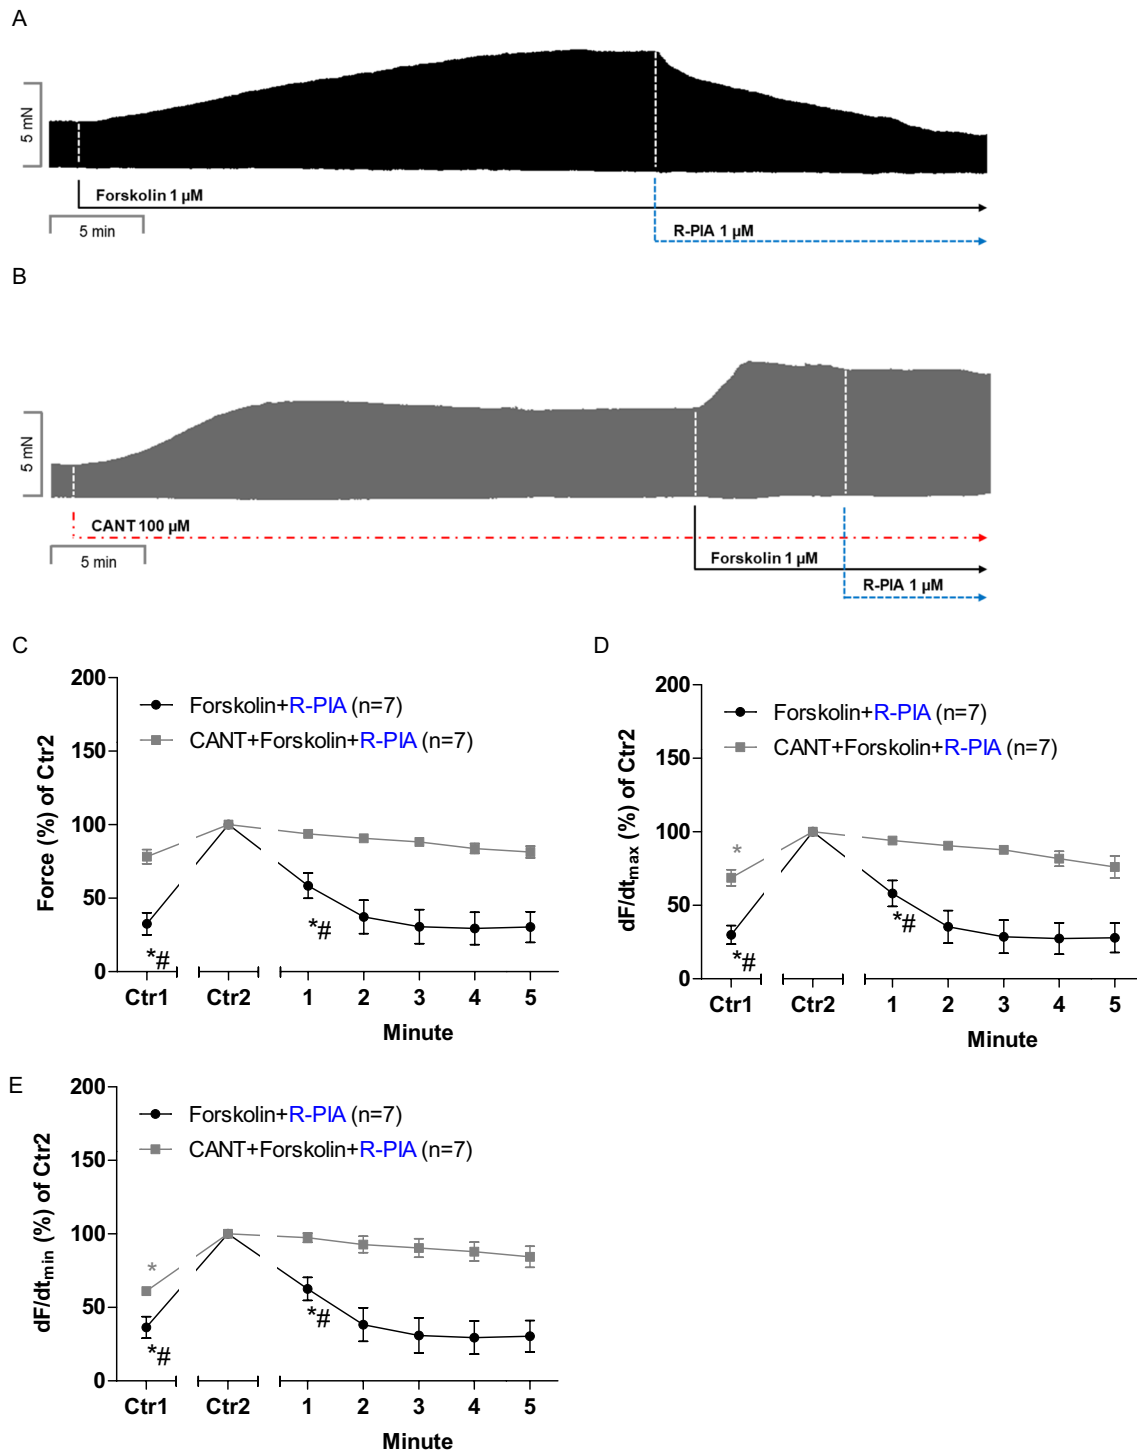 A
5 mN
Forskolin 1 µM
5 min
R-PIA 1 µM
B
5 mN
CANT 100 µM
5 min
Forskolin 1 µM
R-PIA 1 µM
C
Force (%) of Ctr2
200
150
100
50
0
Forskolin+R-PIA (n=7)
CANT+Forskolin+R-PIA (n=7)
*#
*#
Ctr1 Ctr2 1 2 3 4 5
Minute
D
dF/dtmax (%) of Ctr2
200
150
100
50
0
Forskolin+R-PIA (n=7)
CANT+Forskolin+R-PIA (n=7)
*
*#
*#
Ctr1 Ctr2 1 2 3 4 5
Minute
E
dF/dtmin (%) of Ctr2
200
150
100
50
0
Forskolin+R-PIA (n=7)
CANT+Forskolin+R-PIA (n=7)
*
*#
*#
Ctr1 Ctr2 1 2 3 4 5
Minute